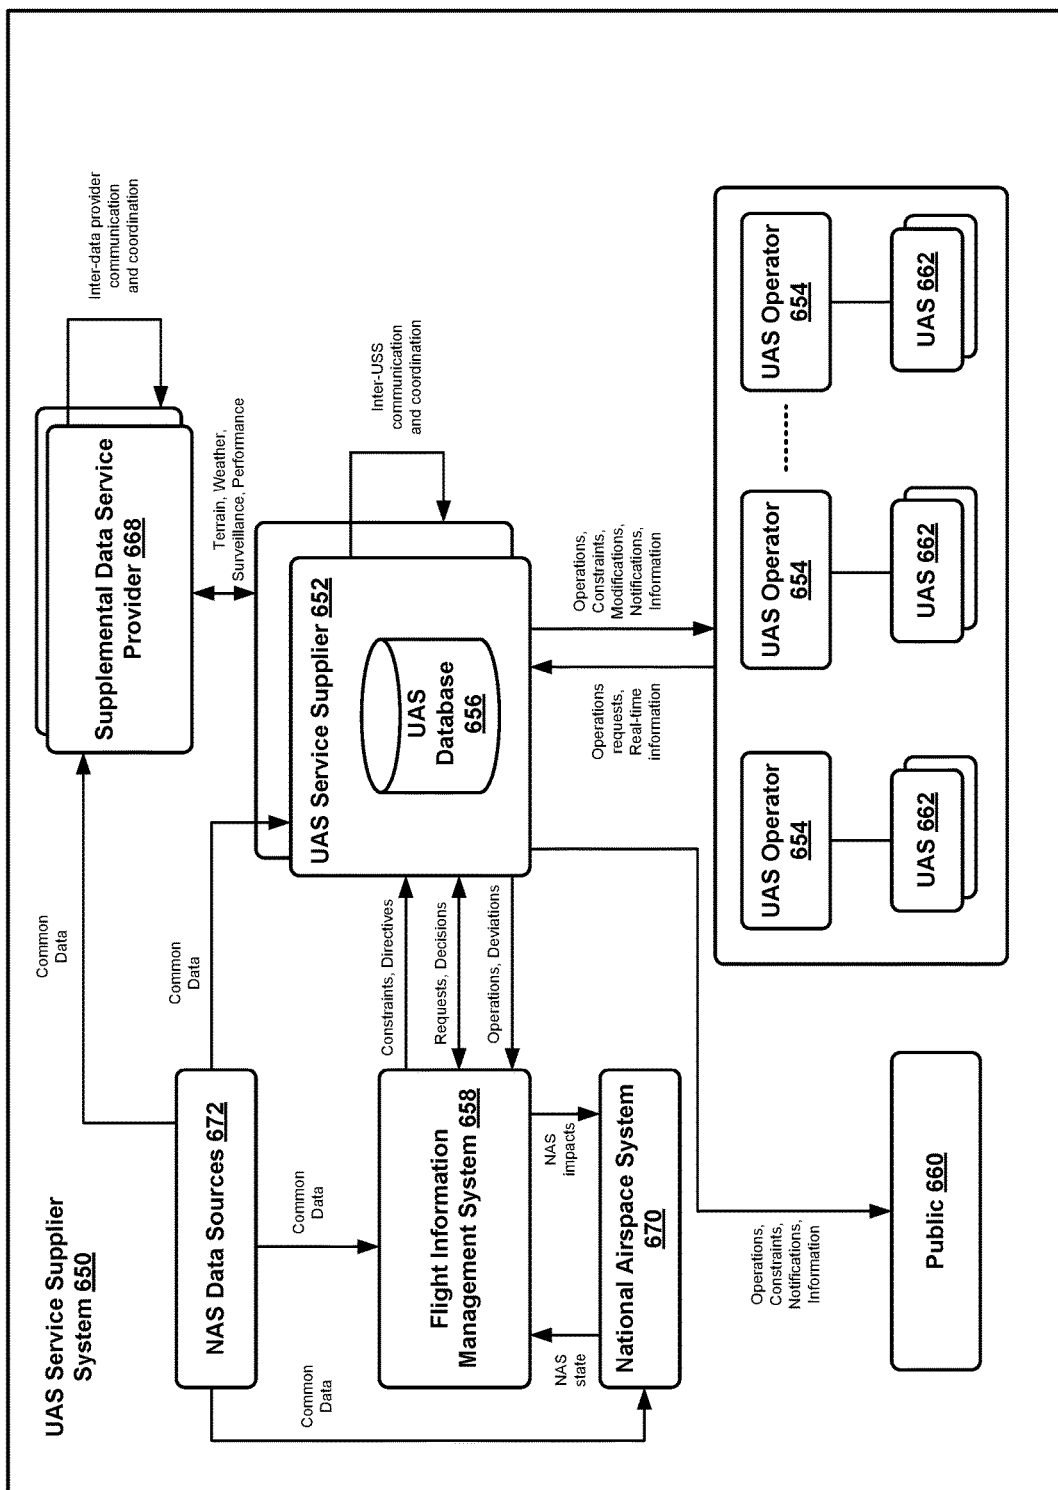 UAS Service Supplier
System 650
NAS Data Sources 672
Common
Data
Common
Data
Common
Data
Common
Data
Supplemental Data Service
Provider 668
Inter-data provider
communication
and coordination
Terrain, Weather,
Surveillance, Performance
Flight Information
Management System 658
Constraints, Directives
Requests, Decisions
Operations, Deviations
UAS Service Supplier 652
UAS
Database
656
Inter-USS
communication
and coordination
NAS
state
NAS
impacts
National Airspace System
670
Operations
requests,
Real-time
information
Operations,
Constraints,
Modifications,
Notifications,
Information
Operations,
Constraints,
Notifications,
Information
Public 660
UAS Operator
654
UAS 662
UAS Operator
654
UAS 662
UAS Operator
654
UAS 662